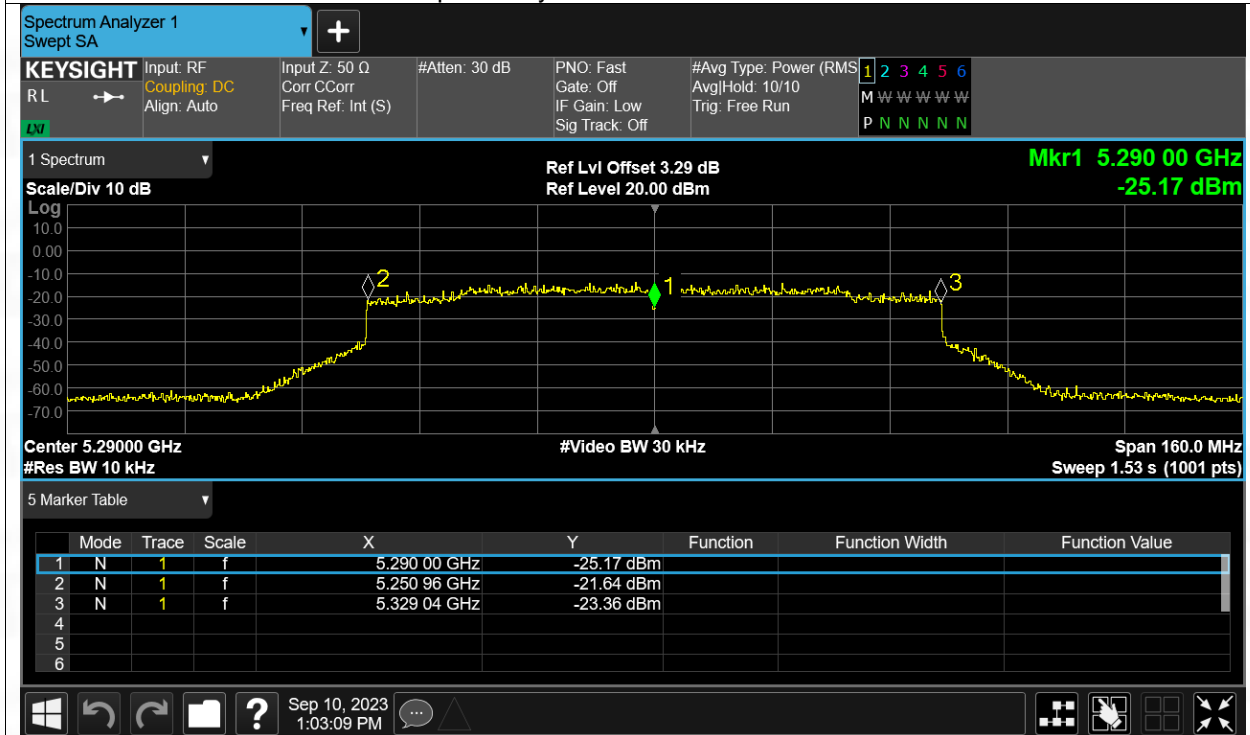 Spectrum Analyzer 1
Swept SA
+
KEYSIGHT
RL
LXI
Input: RF
Coupling: DC
Align: Auto
Input Z: 50 Ω
Corr CCorr
Freq Ref: Int (S)
#Atten: 30 dB
PNO: Fast
Gate: Off
IF Gain: Low
Sig Track: Off
#Avg Type: Power (RMS
Avg|Hold: 10/10
Trig: Free Run
1 2 3 4 5 6
M W W W W W
P N N N N N
1 Spectrum
Scale/Div 10 dB
Ref Lvl Offset 3.29 dB
Ref Level 20.00 dBm
Mkr1 5.290 00 GHz
-25.17 dBm
Log
10.0
0.00
-10.0
-20.0
-30.0
-40.0
-50.0
-60.0
-70.0
2
1
3
Center 5.29000 GHz
#Video BW 30 kHz
Span 160.0 MHz
#Res BW 10 kHz
Sweep 1.53 s (1001 pts)
5 Marker Table
Mode Trace Scale X Y Function Function Width Function Value
1 N 1 f 5.290 00 GHz -25.17 dBm
2 N 1 f 5.250 96 GHz -21.64 dBm
3 N 1 f 5.329 04 GHz -23.36 dBm
4
5
6
?
Sep 10, 2023
1:03:09 PM